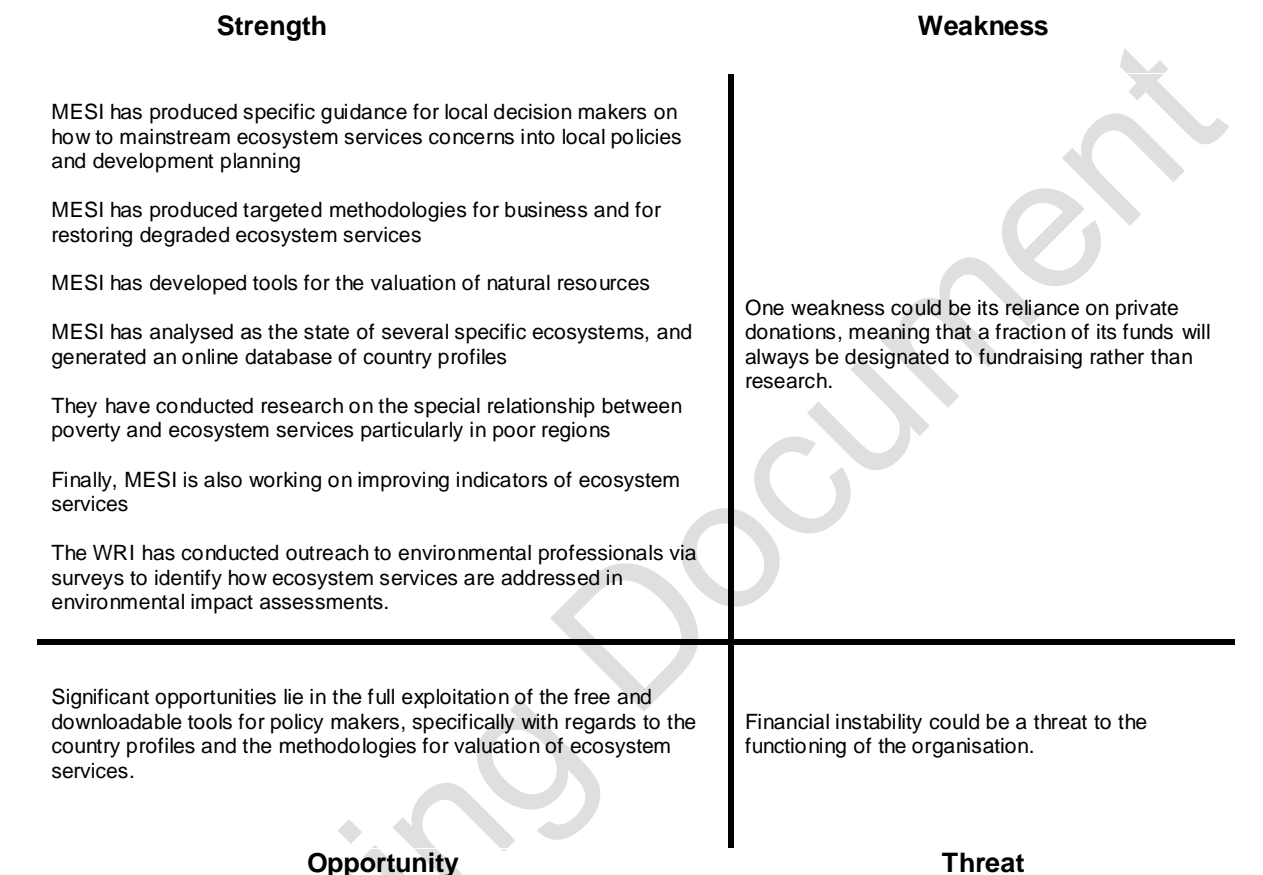 Strength
Weakness
MESI has produced specific guidance for local decision makers on
how to mainstream ecosystem services concerns into local policies
and development planning
MESI has produced targeted methodologies for business and for
restoring degraded ecosystem services
MESI has developed tools for the valuation of natural resources
MESI has analysed as the state of several specific ecosystems, and
generated an online database of country profiles
They have conducted research on the special relationship between
poverty and ecosystem services particularly in poor regions
Finally, MESI is also working on improving indicators of ecosystem
services
The WRI has conducted outreach to environmental professionals via
surveys to identify how ecosystem services are addressed in
environmental impact assessments.
One weakness could be its reliance on private
donations, meaning that a fraction of its funds will
always be designated to fundraising rather than
research.
Significant opportunities lie in the full exploitation of the free and
downloadable tools for policy makers, specifically with regards to the
country profiles and the methodologies for valuation of ecosystem
services.
Financial instability could be a threat to the
functioning of the organisation.
Opportunity
Threat
ing Document